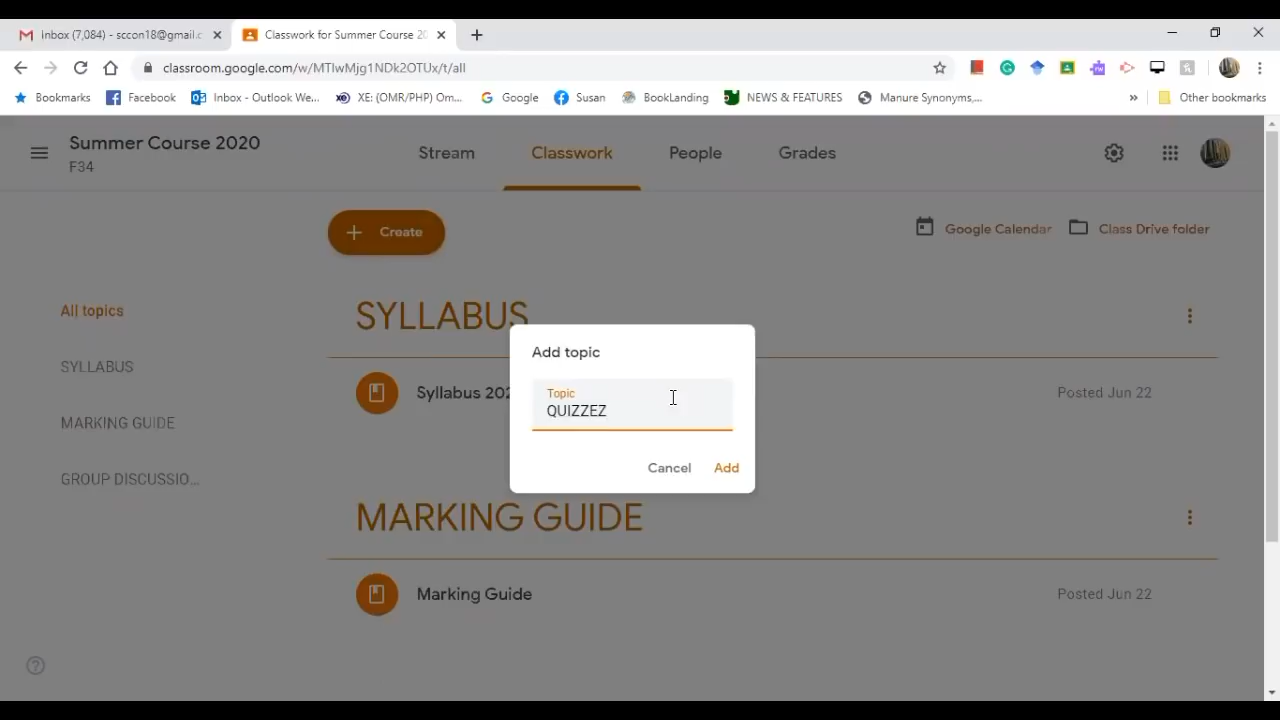 Inbox (7,084) - sccon18@gmail.c
Classwork for Summer Course 20
classroom.google.com/w/MTIwMjg1NDk2OTUx/t/all
Bookmarks Facebook Inbox - Outlook We... XE: (OMR/PHP) Om... Google Susan BookLanding NEWS & FEATURES Manure Synonyms,... » Other bookmarks
Summer Course 2020
F34
Stream Classwork People Grades
Create
Google Calendar Class Drive folder
All topics
SYLLABUS
MARKING GUIDE
GROUP DISCUSSIO...
SYLLABUS
Syllabus 202
Posted Jun 22
Add topic
Topic
QUIZZEZ
Cancel Add
MARKING GUIDE
Marking Guide
Posted Jun 22